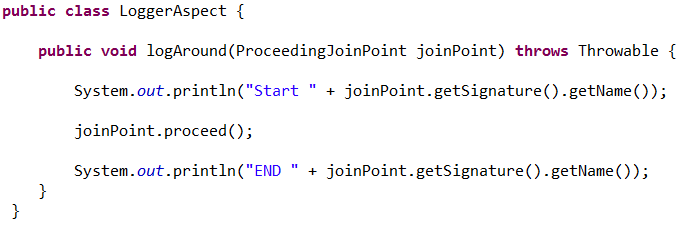 public class LoggerAspect {
public void logAround(ProceedingJoinPoint joinPoint) throws Throwable {
System.out.println("Start " + joinPoint.getSignature().getName());
joinPoint.proceed();
System.out.println("END " + joinPoint.getSignature().getName());
}
}